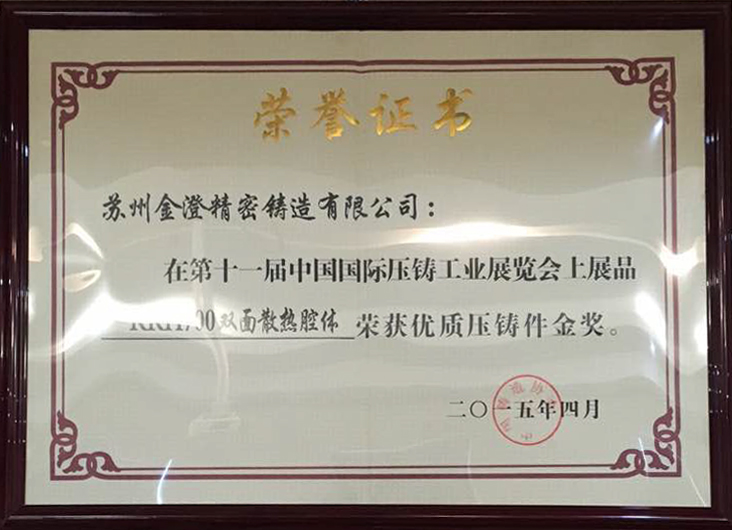 荣誉证书
苏州金澄精密铸造有限公司：
在第十一届中国国际压铸工业展览会上展品
双面散热腔体 荣获优质压铸件金奖。
二〇一五年四月